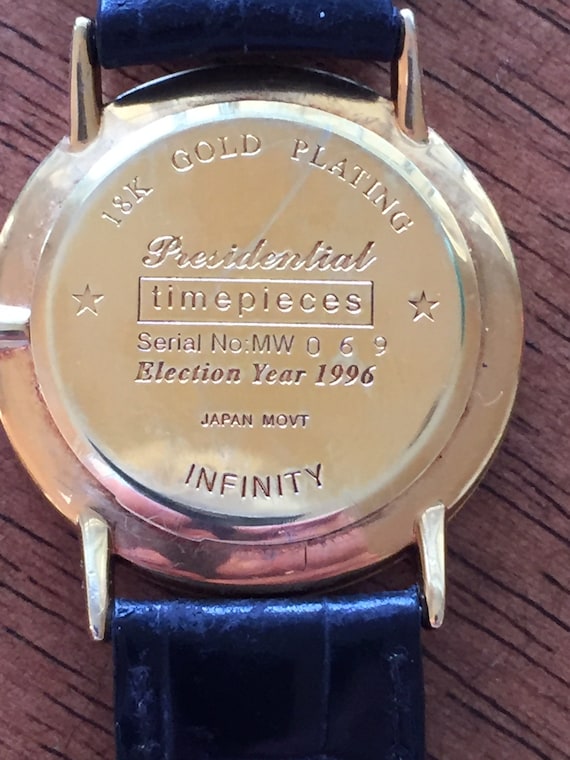 18K GOLD PLATING
Presidential
timepieces
Serial No:MW 0 6 9
Election Year 1996
JAPAN MOVT
INFINITY